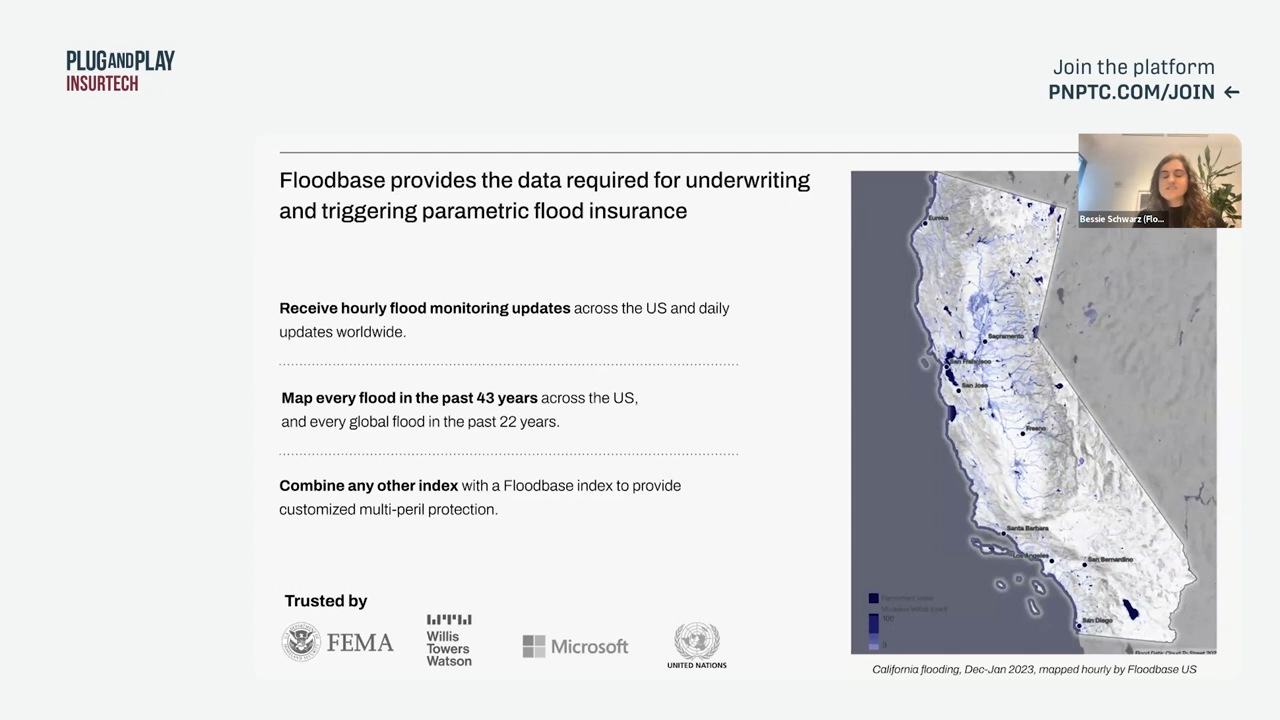 PLUG AND PLAY
INSURTECH
Join the platform
PNPTC.COM/JOIN ←
Bessie Schwarz (Flo...
Floodbase provides the data required for underwriting
and triggering parametric flood insurance
Receive hourly flood monitoring updates across the US and daily
updates worldwide.
Map every flood in the past 43 years across the US,
and every global flood in the past 22 years.
Combine any other index with a Floodbase index to provide
customized multi-peril protection.
Trusted by
FEMA
Willis
Towers
Watson
Microsoft
UNITED NATIONS
Eureka
Sacramento
San Francisco
San Jose
Fresno
Santa Barbara
Los Angeles
San Bernardino
San Diego
100
0
California flooding, Dec-Jan 2023, mapped hourly by Floodbase US